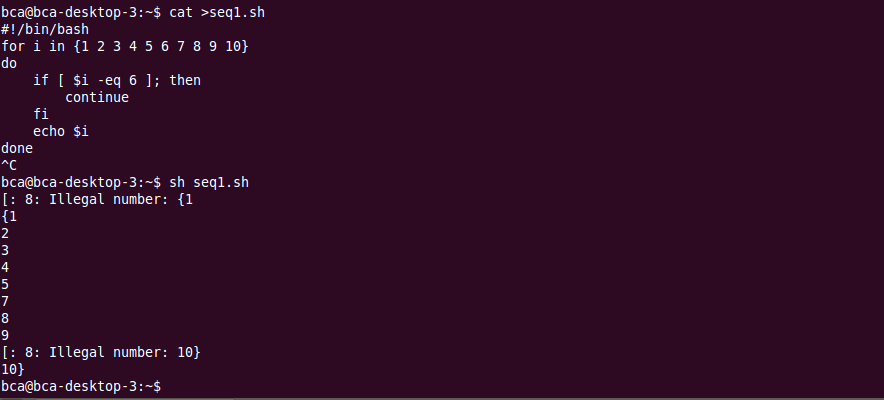 bca@bca-desktop-3:~$ cat >seq1.sh
#!/bin/bash
for i in {1 2 3 4 5 6 7 8 9 10}
do
    if [ $i -eq 6 ]; then
        continue
    fi
    echo $i
done
^C
bca@bca-desktop-3:~$ sh seq1.sh
[: 8: Illegal number: {1
{1
2
3
4
5
7
8
9
[: 8: Illegal number: 10}
10}
bca@bca-desktop-3:~$